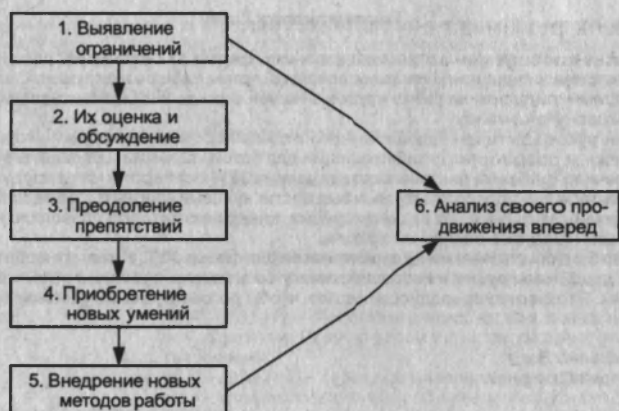 1. Выявление
ограничений
2. Их оценка и
обсуждение
3. Преодоление
препятствий
4. Приобретение
новых умений
5. Внедрение новых
методов работы
6. Анализ своего про
движения вперед